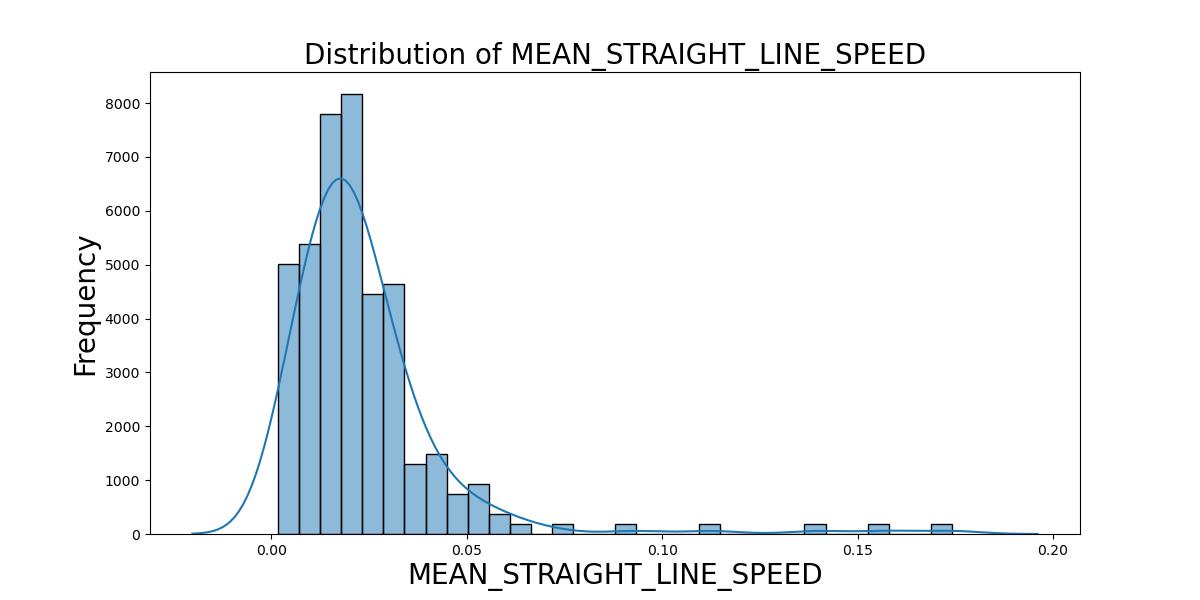 Distribution of MEAN_STRAIGHT_LINE_SPEED
Frequency
8000
7000
6000
5000
4000
3000
2000
1000
0
0.00 0.05 0.10 0.15 0.20
MEAN_STRAIGHT_LINE_SPEED